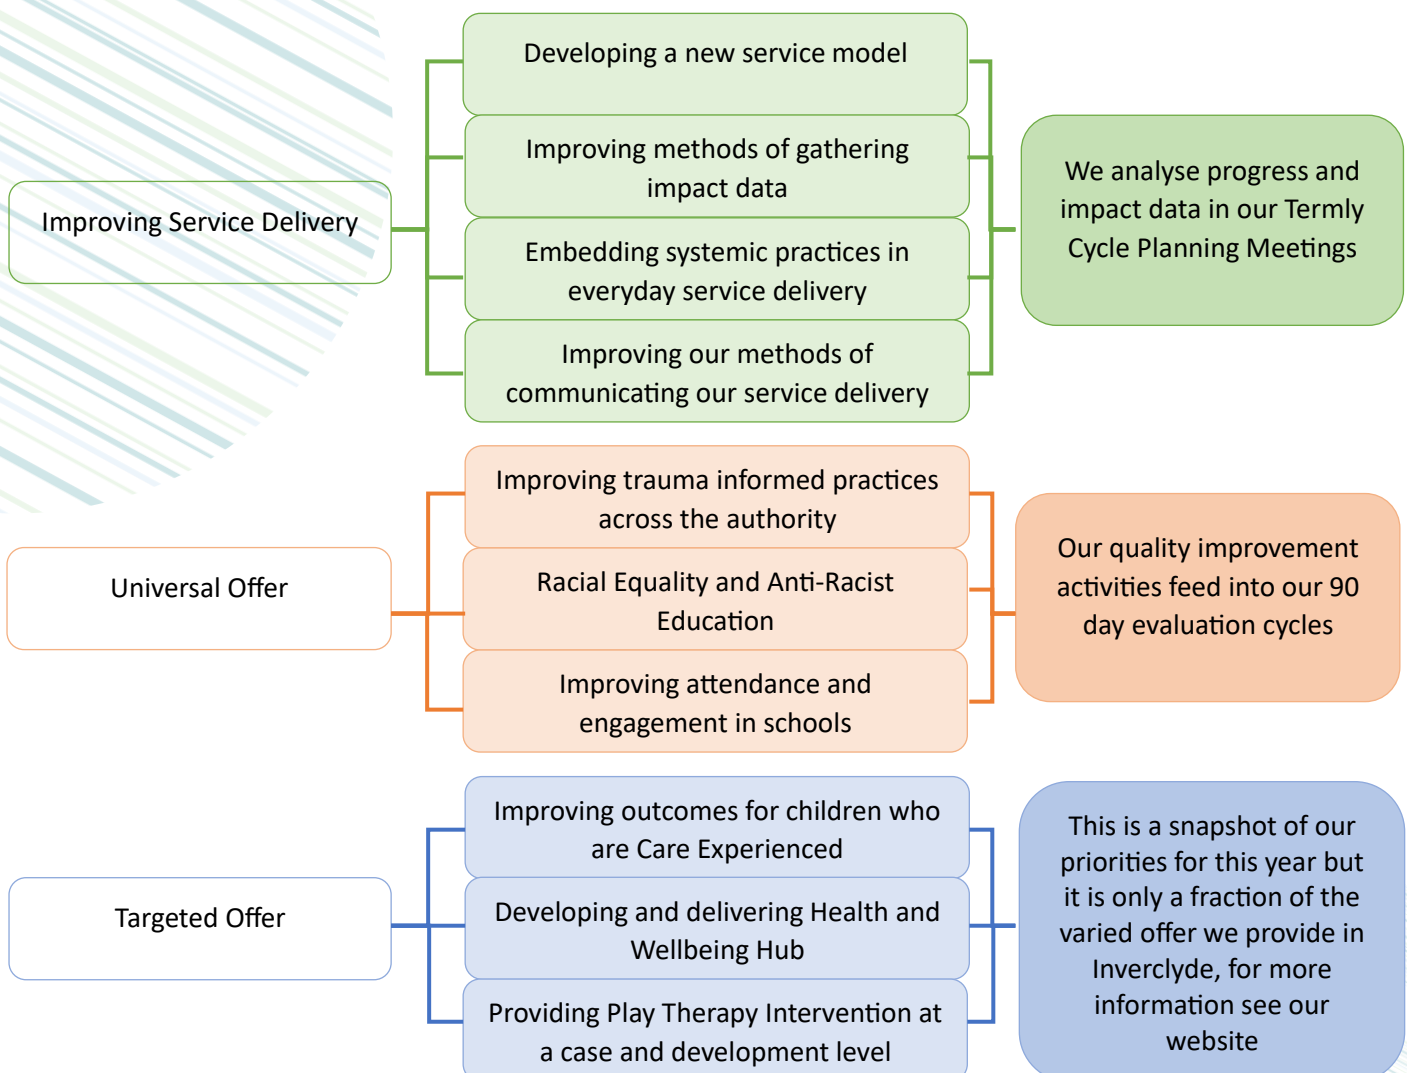 Improving Service Delivery
Developing a new service model
Improving methods of gathering
impact data
Embedding systemic practices in
everyday service delivery
Improving our methods of
communicating our service delivery
We analyse progress and
impact data in our Termly
Cycle Planning Meetings
Universal Offer
Improving trauma informed practices
across the authority
Racial Equality and Anti-Racist
Education
Improving attendance and
engagement in schools
Our quality improvement
activities feed into our 90
day evaluation cycles
Targeted Offer
Improving outcomes for children who
are Care Experienced
Developing and delivering Health and
Wellbeing Hub
Providing Play Therapy Intervention at
a case and development level
This is a snapshot of our
priorities for this year but
it is only a fraction of the
varied offer we provide in
Inverclyde, for more
information see our
website